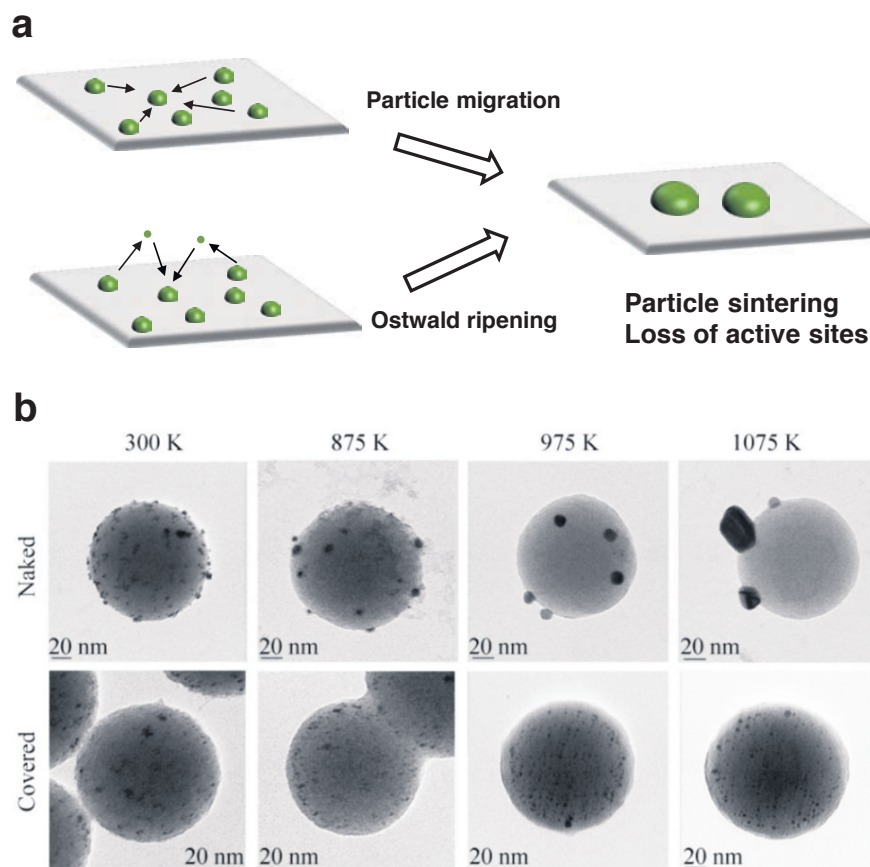 a
Particle migration
Ostwald ripening
Particle sintering
Loss of active sites
b
300 K
875 K
975 K
1075 K
Naked
20 nm
20 nm
20 nm
20 nm
Covered
20 nm
20 nm
20 nm
20 nm